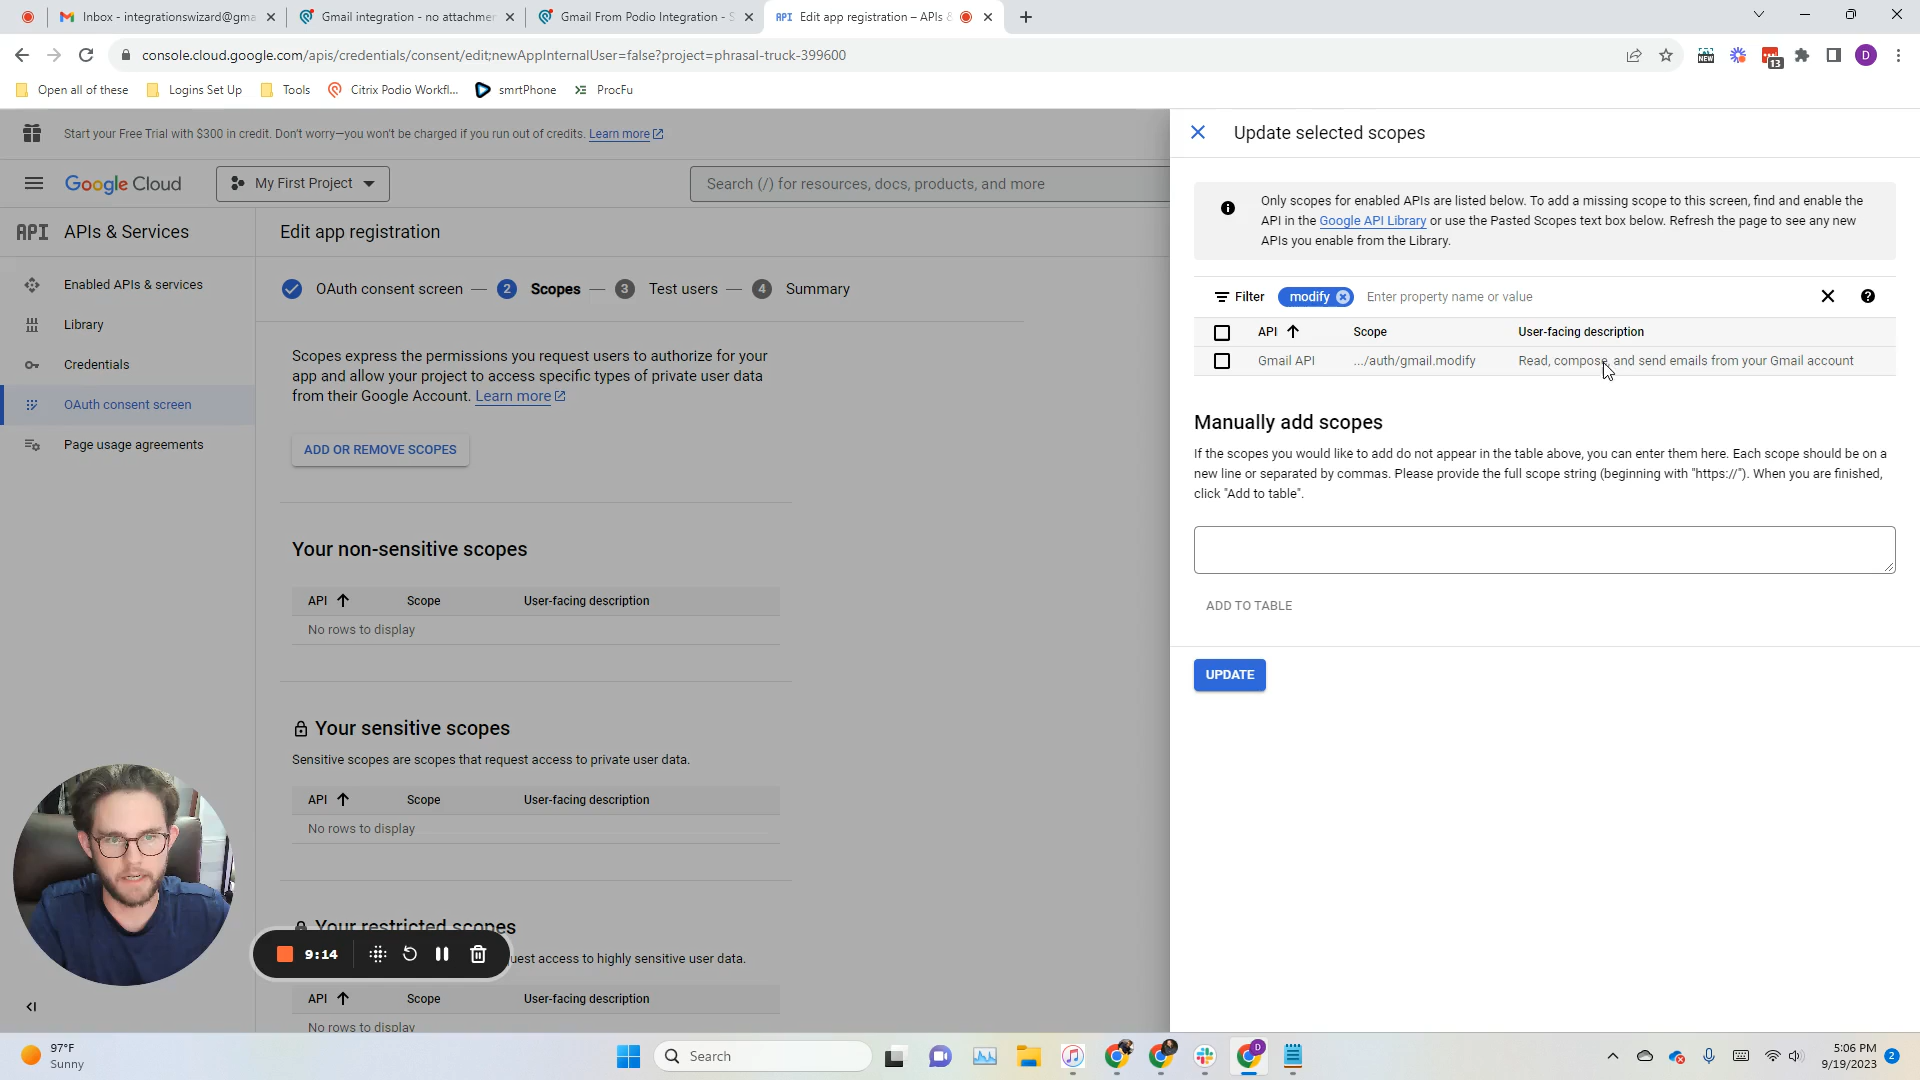 Inbox - integrationswizard@gma
Gmail integration - no attachmen
Gmail From Podio Integration - S
API Edit app registration – APIs &
console.cloud.google.com/apis/credentials/consent/edit;newAppInternalUser=false?project=phrasal-truck-399600
NEW
13
D
Open all of these
Logins Set Up
Tools
Citrix Podio Workfl...
smrtPhone
ProcFu
Start your Free Trial with $300 in credit. Don't worry—you won't be charged if you run out of credits. Learn more
Google Cloud
My First Project
Search (/) for resources, docs, products, and more
API APIs & Services
Enabled APIs & services
Library
Credentials
OAuth consent screen
Page usage agreements
Edit app registration
OAuth consent screen — 2 Scopes — 3 Test users — 4 Summary
Scopes express the permissions you request users to authorize for your
app and allow your project to access specific types of private user data
from their Google Account. Learn more
ADD OR REMOVE SCOPES
Your non-sensitive scopes
API Scope User-facing description
No rows to display
Your sensitive scopes
Sensitive scopes are scopes that request access to private user data.
API Scope User-facing description
No rows to display
Your restricted scopes
uest access to highly sensitive user data.
API Scope User-facing description
No rows to display
9:14
Update selected scopes
Only scopes for enabled APIs are listed below. To add a missing scope to this screen, find and enable the
API in the Google API Library or use the Pasted Scopes text box below. Refresh the page to see any new
APIs you enable from the Library.
Filter modify Enter property name or value
API Scope User-facing description
Gmail API .../auth/gmail.modify Read, compose, and send emails from your Gmail account
Manually add scopes
If the scopes you would like to add do not appear in the table above, you can enter them here. Each scope should be on a
new line or separated by commas. Please provide the full scope string (beginning with "https://"). When you are finished,
click "Add to table".
ADD TO TABLE
UPDATE
97°F
Sunny
Search
D
5:06 PM
9/19/2023
2